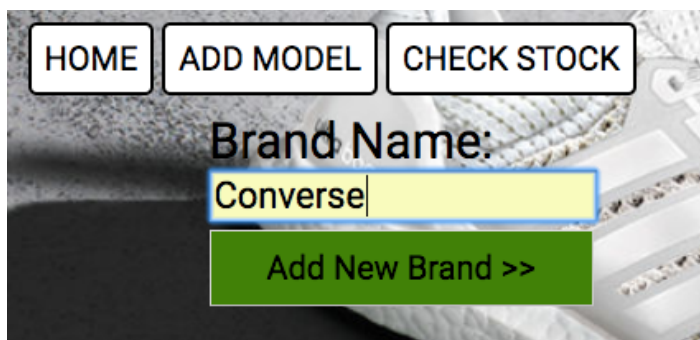 HOME ADD MODEL CHECK STOCK
Brand Name:
Converse
Add New Brand >>